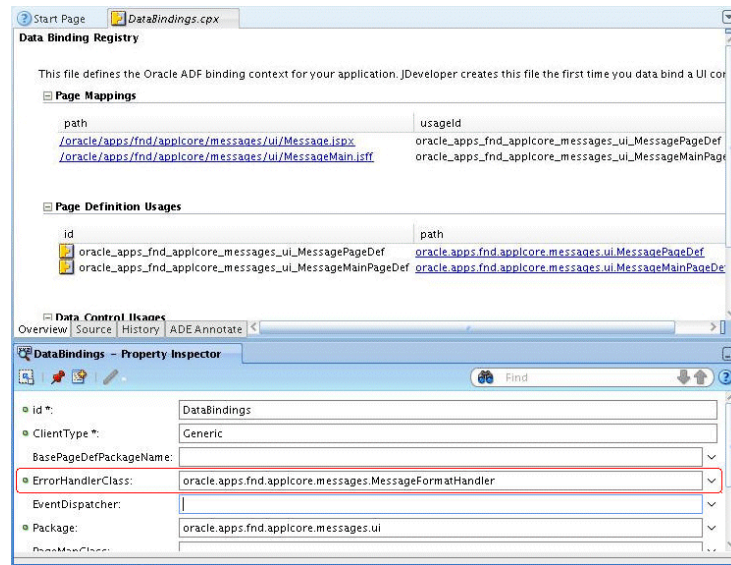 Start Page DataBindings.cpx
Data Binding Registry
This file defines the Oracle ADF binding context for your application. JDeveloper creates this file the first time you data bind a UI cor
Page Mappings
path usageId
/oracle/apps/fnd/applcore/messages/ui/Message.jspx oracle_apps_fnd_applcore_messages_ui_MessagePageDef
/oracle/apps/fnd/applcore/messages/ui/MessageMain.jsff oracle_apps_fnd_applcore_messages_ui_MessageMainPage
Page Definition Usages
id path
oracle_apps_fnd_applcore_messages_ui_MessagePageDef oracle.apps.fnd.applcore.messages.ui.MessagePageDef
oracle_apps_fnd_applcore_messages_ui_MessageMainPageDef oracle.apps.fnd.applcore.messages.ui.MessageMainPageDe
Data Control Usages
Overview Source History ADE Annotate
DataBindings - Property Inspector
Find
id *: DataBindings
ClientType *: Generic
BasePageDefPackageName:
ErrorHandlerClass: oracle.apps.fnd.applcore.messages.MessageFormatHandler
EventDispatcher:
Package: oracle.apps.fnd.applcore.messages.ui
PageMapClass: